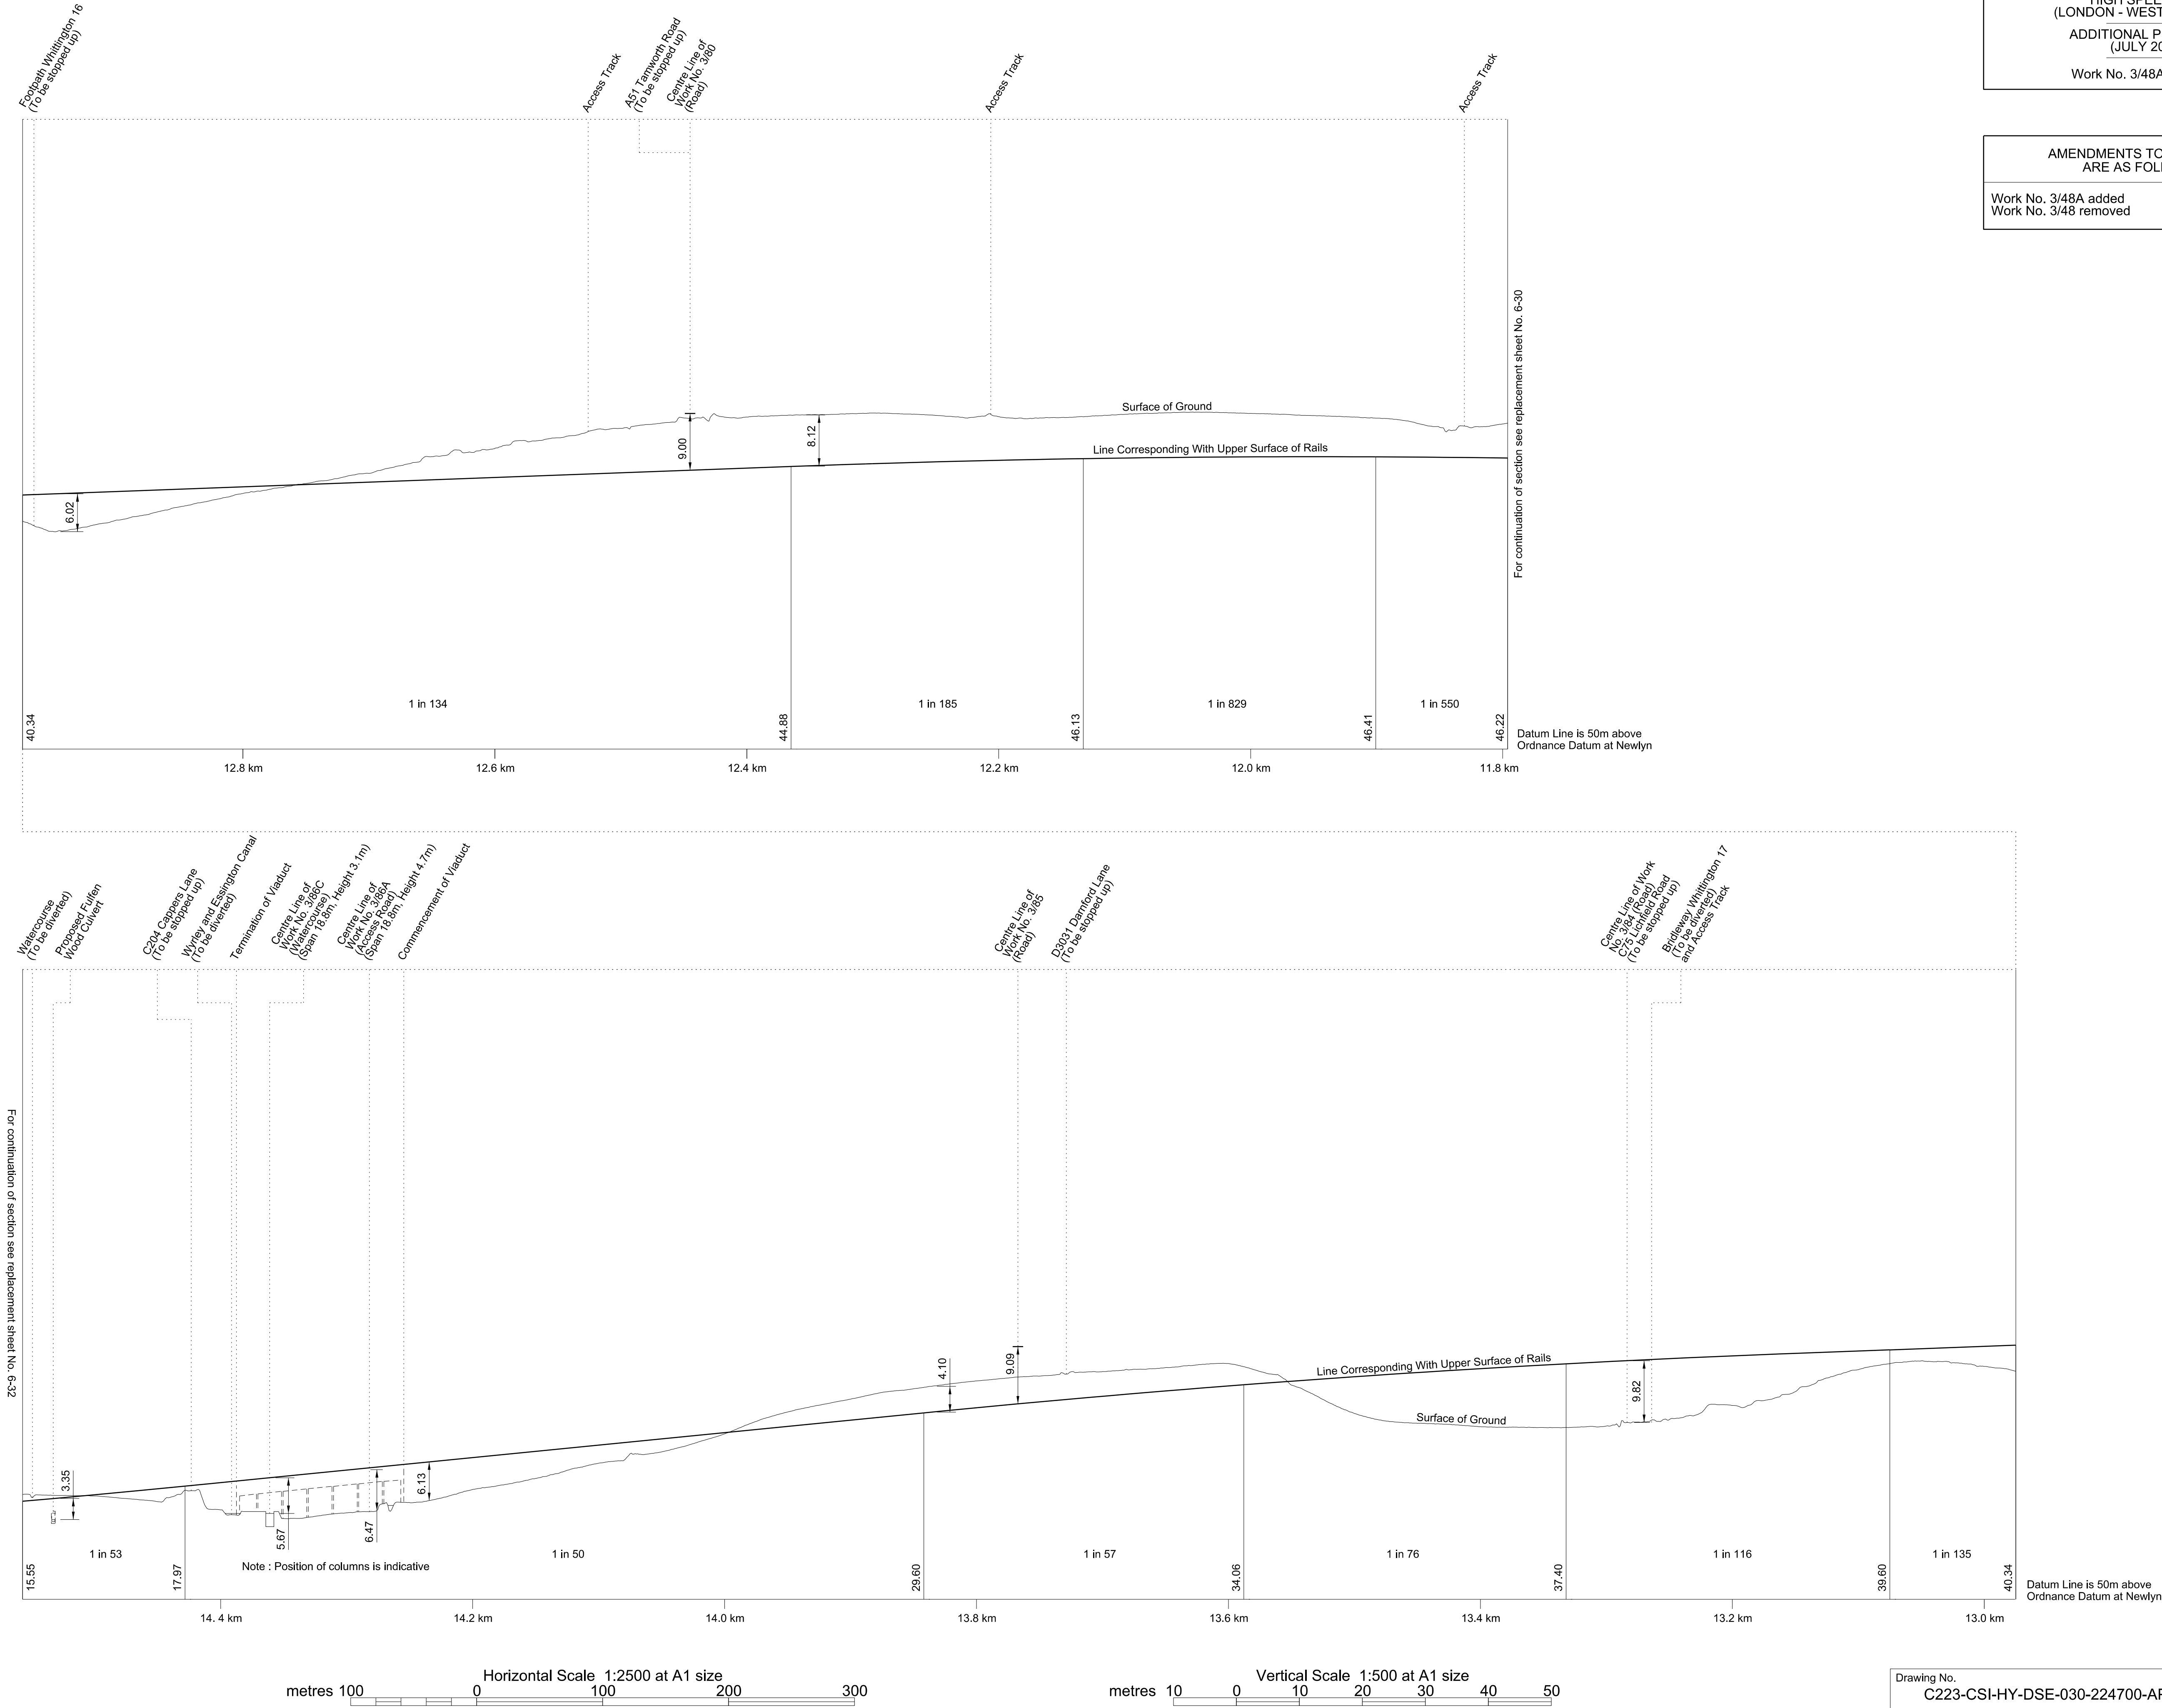 HIGH SPEE
(LONDON - WEST
ADDITIONAL P
(JULY 20
Work No. 3/48A
AMENDMENTS TO
ARE AS FOLL
Work No. 3/48A added
Work No. 3/48 removed
Footpath Whittington 16
(To be stopped up)
Access Track
A51 Tamworth Road
(To be stopped up)
Centre Line of
Work No. 3/80
(Road)
Access Track
Access Track
For continuation of section see replacement sheet No. 6-30
Surface of Ground
Line Corresponding With Upper Surface of Rails
6.02
9.00
8.12
1 in 134
1 in 185
1 in 829
1 in 550
40.34
44.88
46.13
46.41
46.22
Datum Line is 50m above
Ordnance Datum at Newlyn
12.8 km
12.6 km
12.4 km
12.2 km
12.0 km
11.8 km
Watercourse
(To be diverted)
Proposed Fulfen
Wood Culvert
C204 Cappers Lane
(To be stopped up)
Wyrley and Essington Canal
(To be diverted)
Termination of Viaduct
Centre Line of
Work No. 3/86C
(Watercourse)
(Span 18.8m, Height 3.1m)
Centre Line of
Work No. 3/86A
(Access Road)
(Span 18.8m, Height 4.7m)
Commencement of Viaduct
Centre Line of
Work No. 3/85
(Road)
D3031 Darnford Lane
(To be stopped up)
Centre Line of Work
No. 3/84 (Road)
C75 Lichfield Road
(To be stopped up)
Bridleway Whittington 17
(To be diverted)
and Access Track
For continuation of section see replacement sheet No. 6-32
Line Corresponding With Upper Surface of Rails
Surface of Ground
3.35
5.67
6.47
6.13
4.10
9.09
9.82
1 in 53
Note : Position of columns is indicative
1 in 50
1 in 57
1 in 76
1 in 116
1 in 135
15.55
17.97
29.60
34.06
37.40
39.60
40.34
Datum Line is 50m above
Ordnance Datum at Newlyn
14. 4 km
14.2 km
14.0 km
13.8 km
13.6 km
13.4 km
13.2 km
13.0 km
Horizontal Scale 1:2500 at A1 size
metres 100 0 100 200 300
Vertical Scale 1:500 at A1 size
metres 10 0 10 20 30 40 50
Drawing No.
C223-CSI-HY-DSE-030-224700-AP